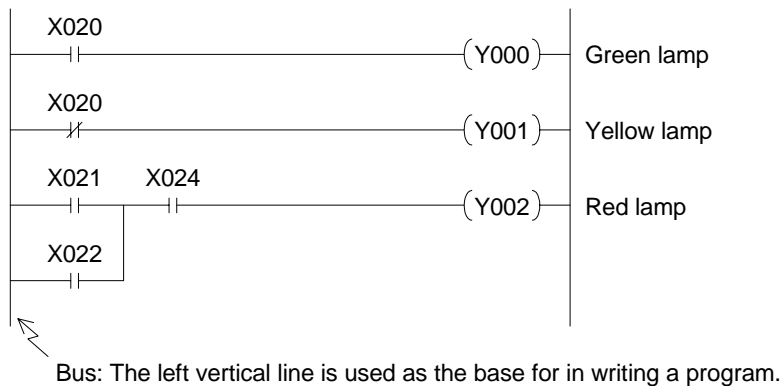 X020
Y000 Green lamp
X020
Y001 Yellow lamp
X021 X024
Y002 Red lamp
X022
Bus: The left vertical line is used as the base for in writing a program.